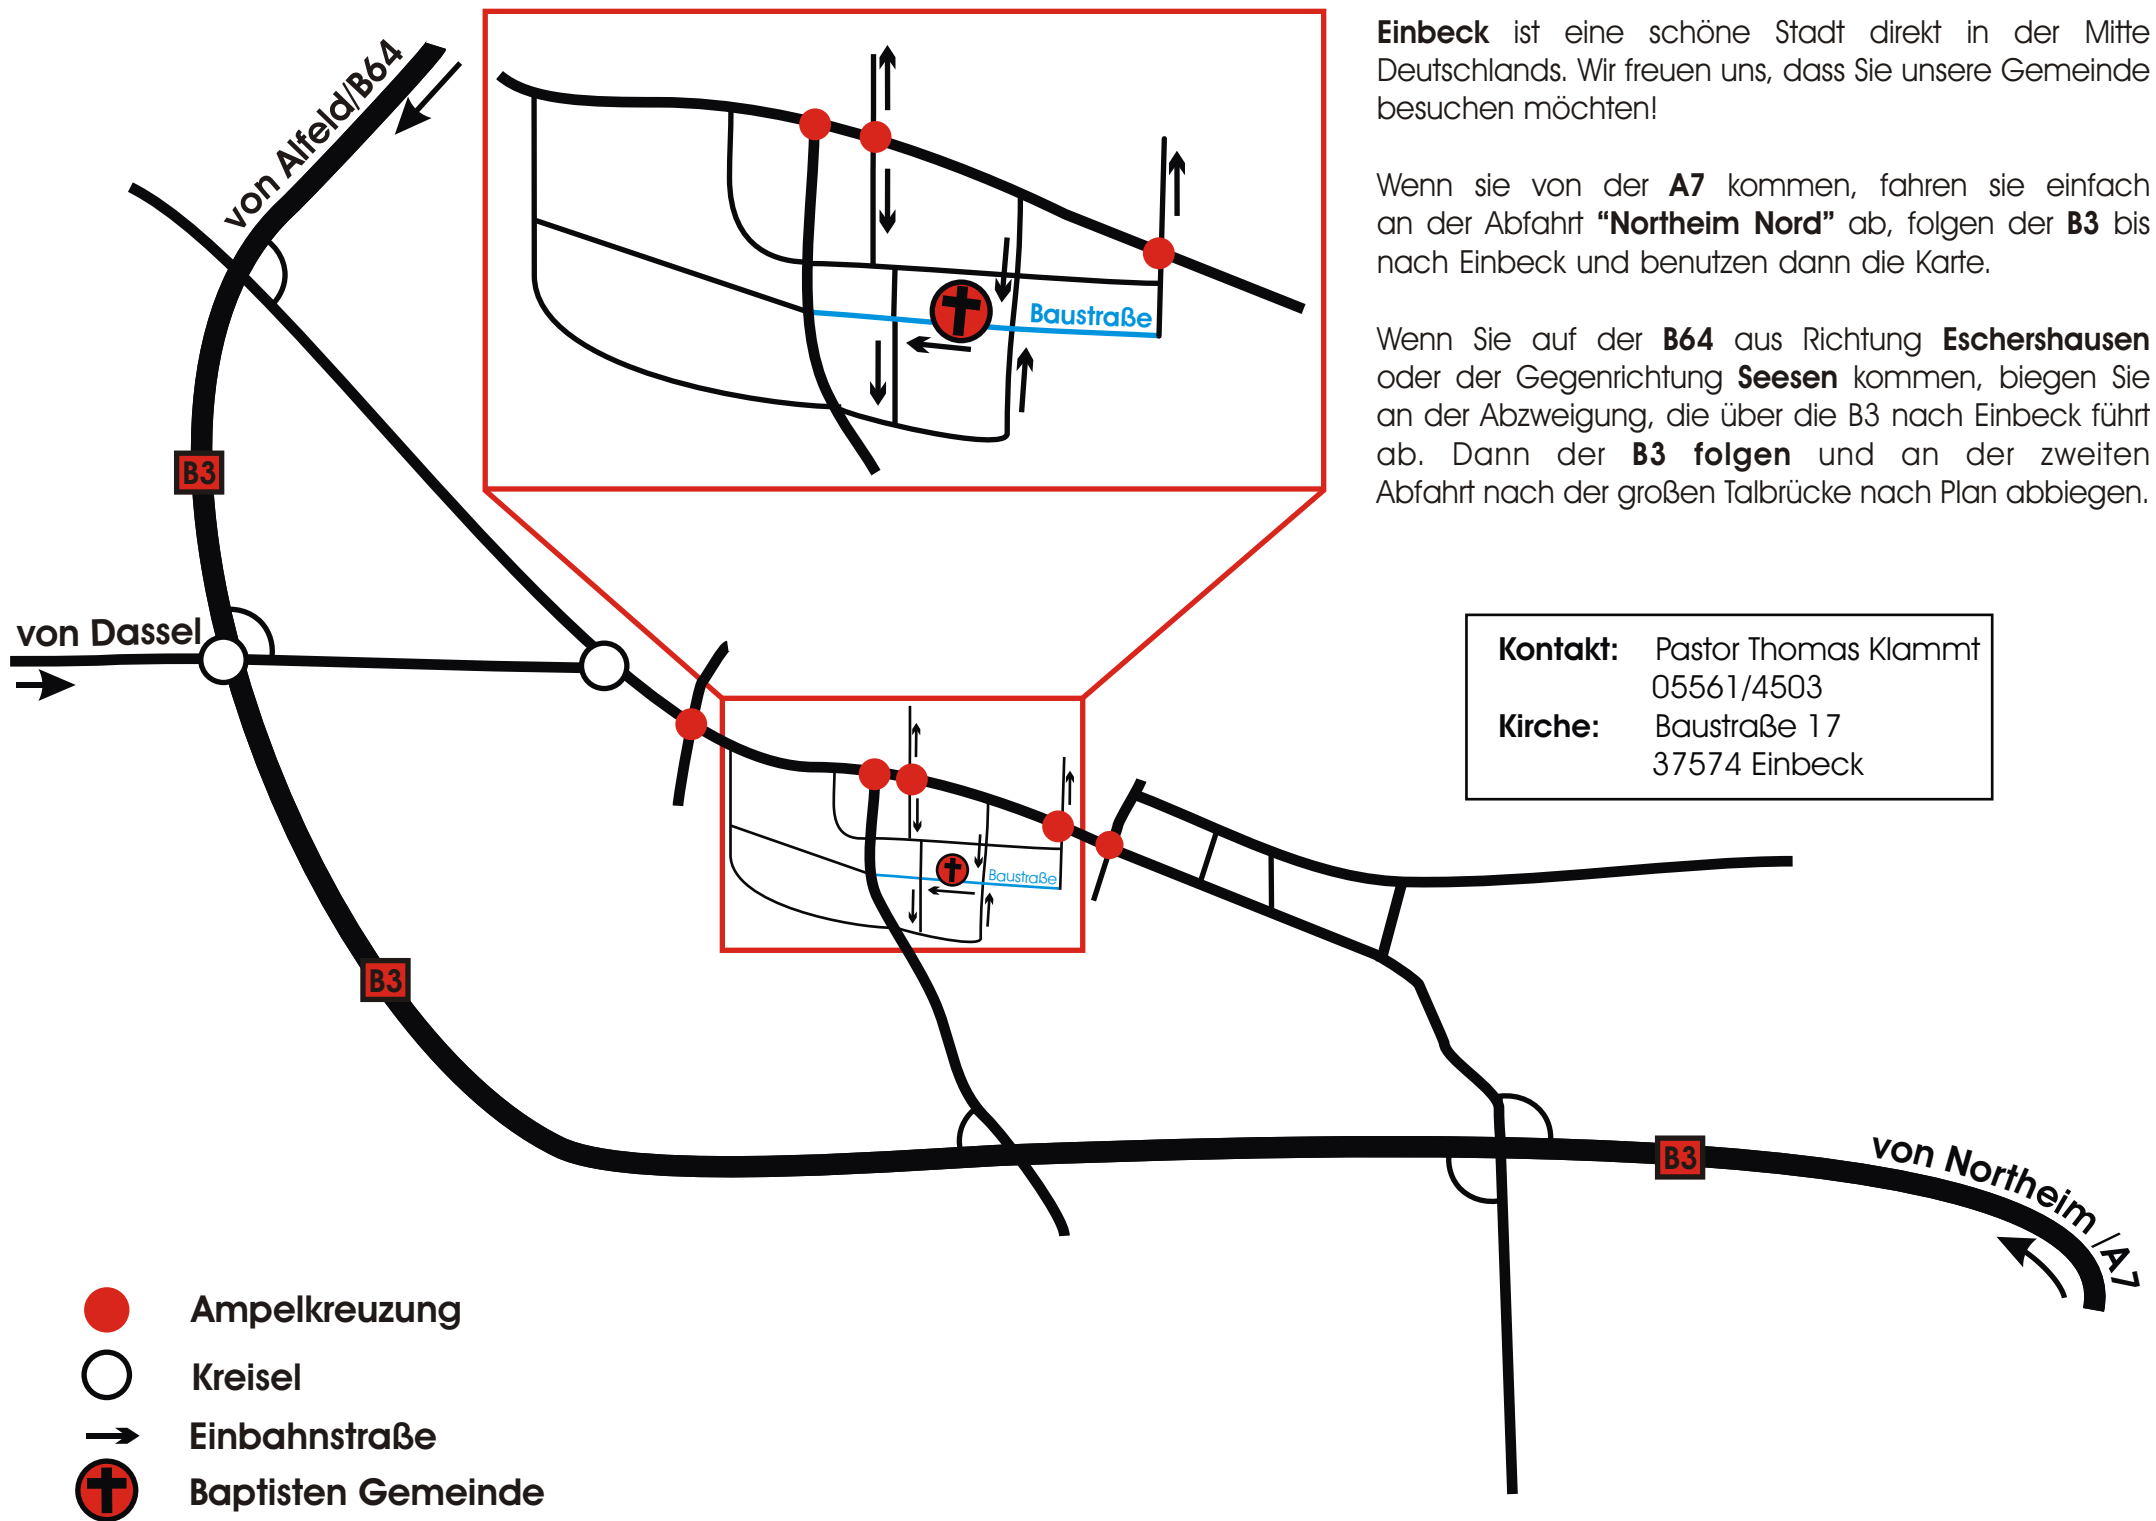 Einbeck ist eine schöne Stadt direkt in der Mitte
Deutschlands. Wir freuen uns, dass Sie unsere Gemeinde
besuchen möchten!
Wenn sie von der A7 kommen, fahren sie einfach
an der Abfahrt “Northeim Nord” ab, folgen der B3 bis
nach Einbeck und benutzen dann die Karte.
Wenn Sie auf der B64 aus Richtung Eschershausen
oder der Gegenrichtung Seesen kommen, biegen Sie
an der Abzweigung, die über die B3 nach Einbeck führt
ab. Dann der B3 folgen und an der zweiten
Abfahrt nach der großen Talbrücke nach Plan abbiegen.
von Alfeld/B64
Baustraße
B3
von Dassel
Kontakt: Pastor Thomas Klammt
05561/4503
Kirche: Baustraße 17
37574 Einbeck
Baustraße
B3
B3
von Northeim /A7
Ampelkreuzung
Kreisel
Einbahnstraße
Baptisten Gemeinde